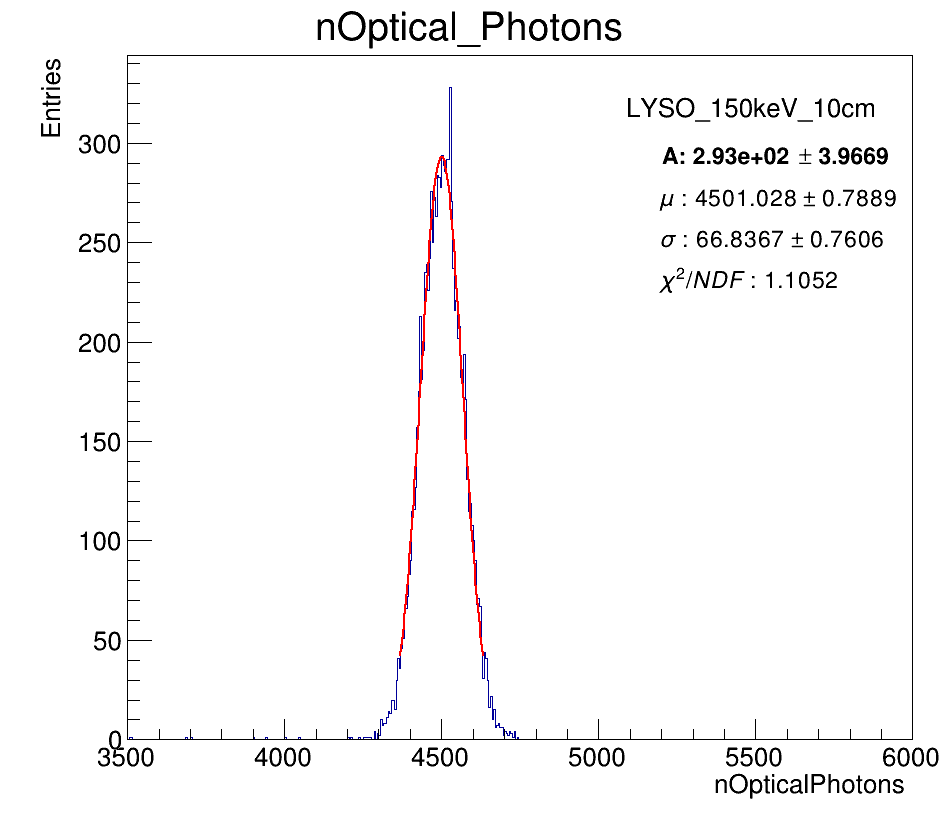 nOptical_Photons
Entries
LYSO_150keV_10cm
A: 2.93e+02 ± 3.9669
μ : 4501.028 ± 0.7889
σ : 66.8367 ± 0.7606
χ²/NDF : 1.1052
300
250
200
150
100
50
0
3500 4000 4500 5000 5500 6000
nOpticalPhotons